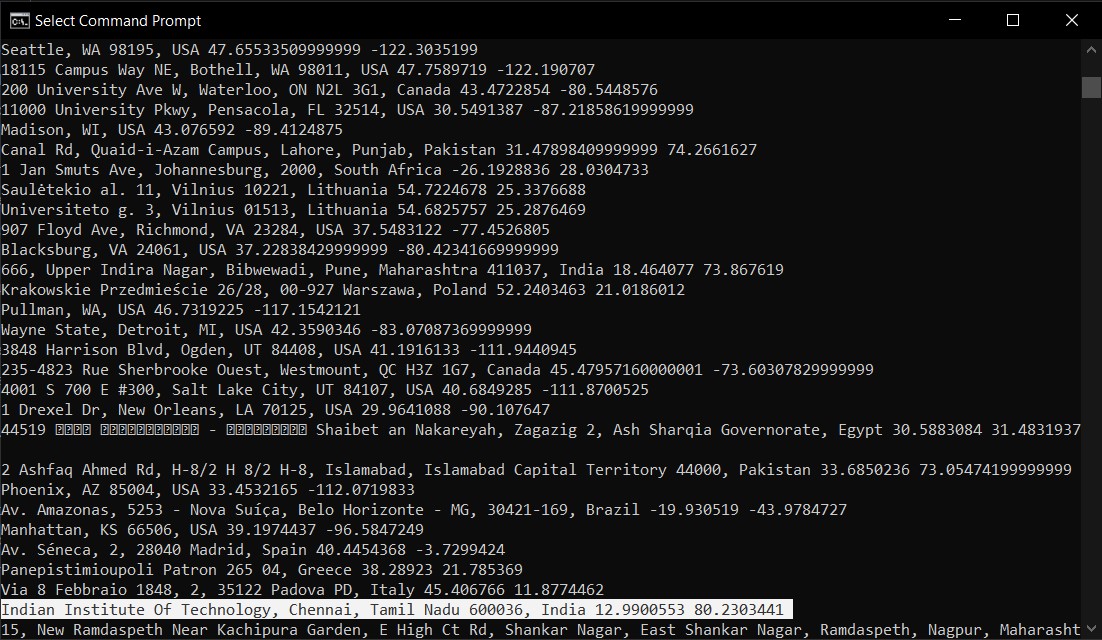 Select Command Prompt
Seattle, WA 98195, USA 47.65533509999999 -122.3035199
18115 Campus Way NE, Bothell, WA 98011, USA 47.7589719 -122.190707
200 University Ave W, Waterloo, ON N2L 3G1, Canada 43.4722854 -80.5448576
11000 University Pkwy, Pensacola, FL 32514, USA 30.5491387 -87.21858619999999
Madison, WI, USA 43.076592 -89.4124875
Canal Rd, Quaid-i-Azam Campus, Lahore, Punjab, Pakistan 31.47898409999999 74.2661627
1 Jan Smuts Ave, Johannesburg, 2000, South Africa -26.1928836 28.0304733
Saulėtekio al. 11, Vilnius 10221, Lithuania 54.7224678 25.3376688
Universiteto g. 3, Vilnius 01513, Lithuania 54.6825757 25.2876469
907 Floyd Ave, Richmond, VA 23284, USA 37.5483122 -77.4526805
Blacksburg, VA 24061, USA 37.22838429999999 -80.42341669999999
666, Upper Indira Nagar, Bibwewadi, Pune, Maharashtra 411037, India 18.464077 73.867619
Krakowskie Przedmieście 26/28, 00-927 Warszawa, Poland 52.2403463 21.0186012
Pullman, WA, USA 46.7319225 -117.1542121
Wayne State, Detroit, MI, USA 42.3590346 -83.07087369999999
3848 Harrison Blvd, Ogden, UT 84408, USA 41.1916133 -111.9440945
235-4823 Rue Sherbrooke Ouest, Westmount, QC H3Z 1G7, Canada 45.47957160000001 -73.60307829999999
4001 S 700 E #300, Salt Lake City, UT 84107, USA 40.6849285 -111.8700525
1 Drexel Dr, New Orleans, LA 70125, USA 29.9641088 -90.107647
44519 - Shaibet an Nakareyah, Zagazig 2, Ash Sharqia Governorate, Egypt 30.5883084 31.4831937
2 Ashfaq Ahmed Rd, H-8/2 H 8/2 H-8, Islamabad, Islamabad Capital Territory 44000, Pakistan 33.6850236 73.05474199999999
Phoenix, AZ 85004, USA 33.4532165 -112.0719833
Av. Amazonas, 5253 - Nova Suíça, Belo Horizonte - MG, 30421-169, Brazil -19.930519 -43.9784727
Manhattan, KS 66506, USA 39.1974437 -96.5847249
Av. Séneca, 2, 28040 Madrid, Spain 40.4454368 -3.7299424
Panepistimioupoli Patron 265 04, Greece 38.28923 21.785369
Via 8 Febbraio 1848, 2, 35122 Padova PD, Italy 45.406766 11.8774462
Indian Institute Of Technology, Chennai, Tamil Nadu 600036, India 12.9900553 80.2303441
15, New Ramdaspeth Near Kachipura Garden, E High Ct Rd, Shankar Nagar, East Shankar Nagar, Ramdaspeth, Nagpur, Maharasht